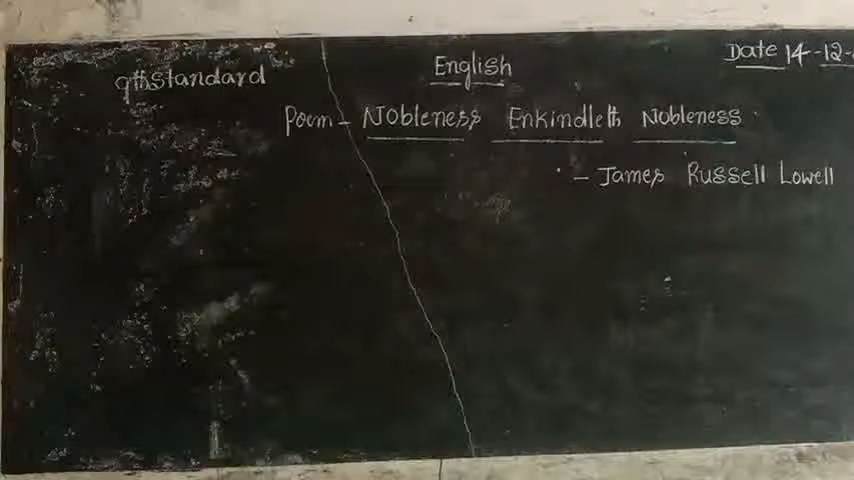 9thstandard
English
Date 14-12-
Poem - Nobleness Enkindleth Nobleness
- James Russell Lowell